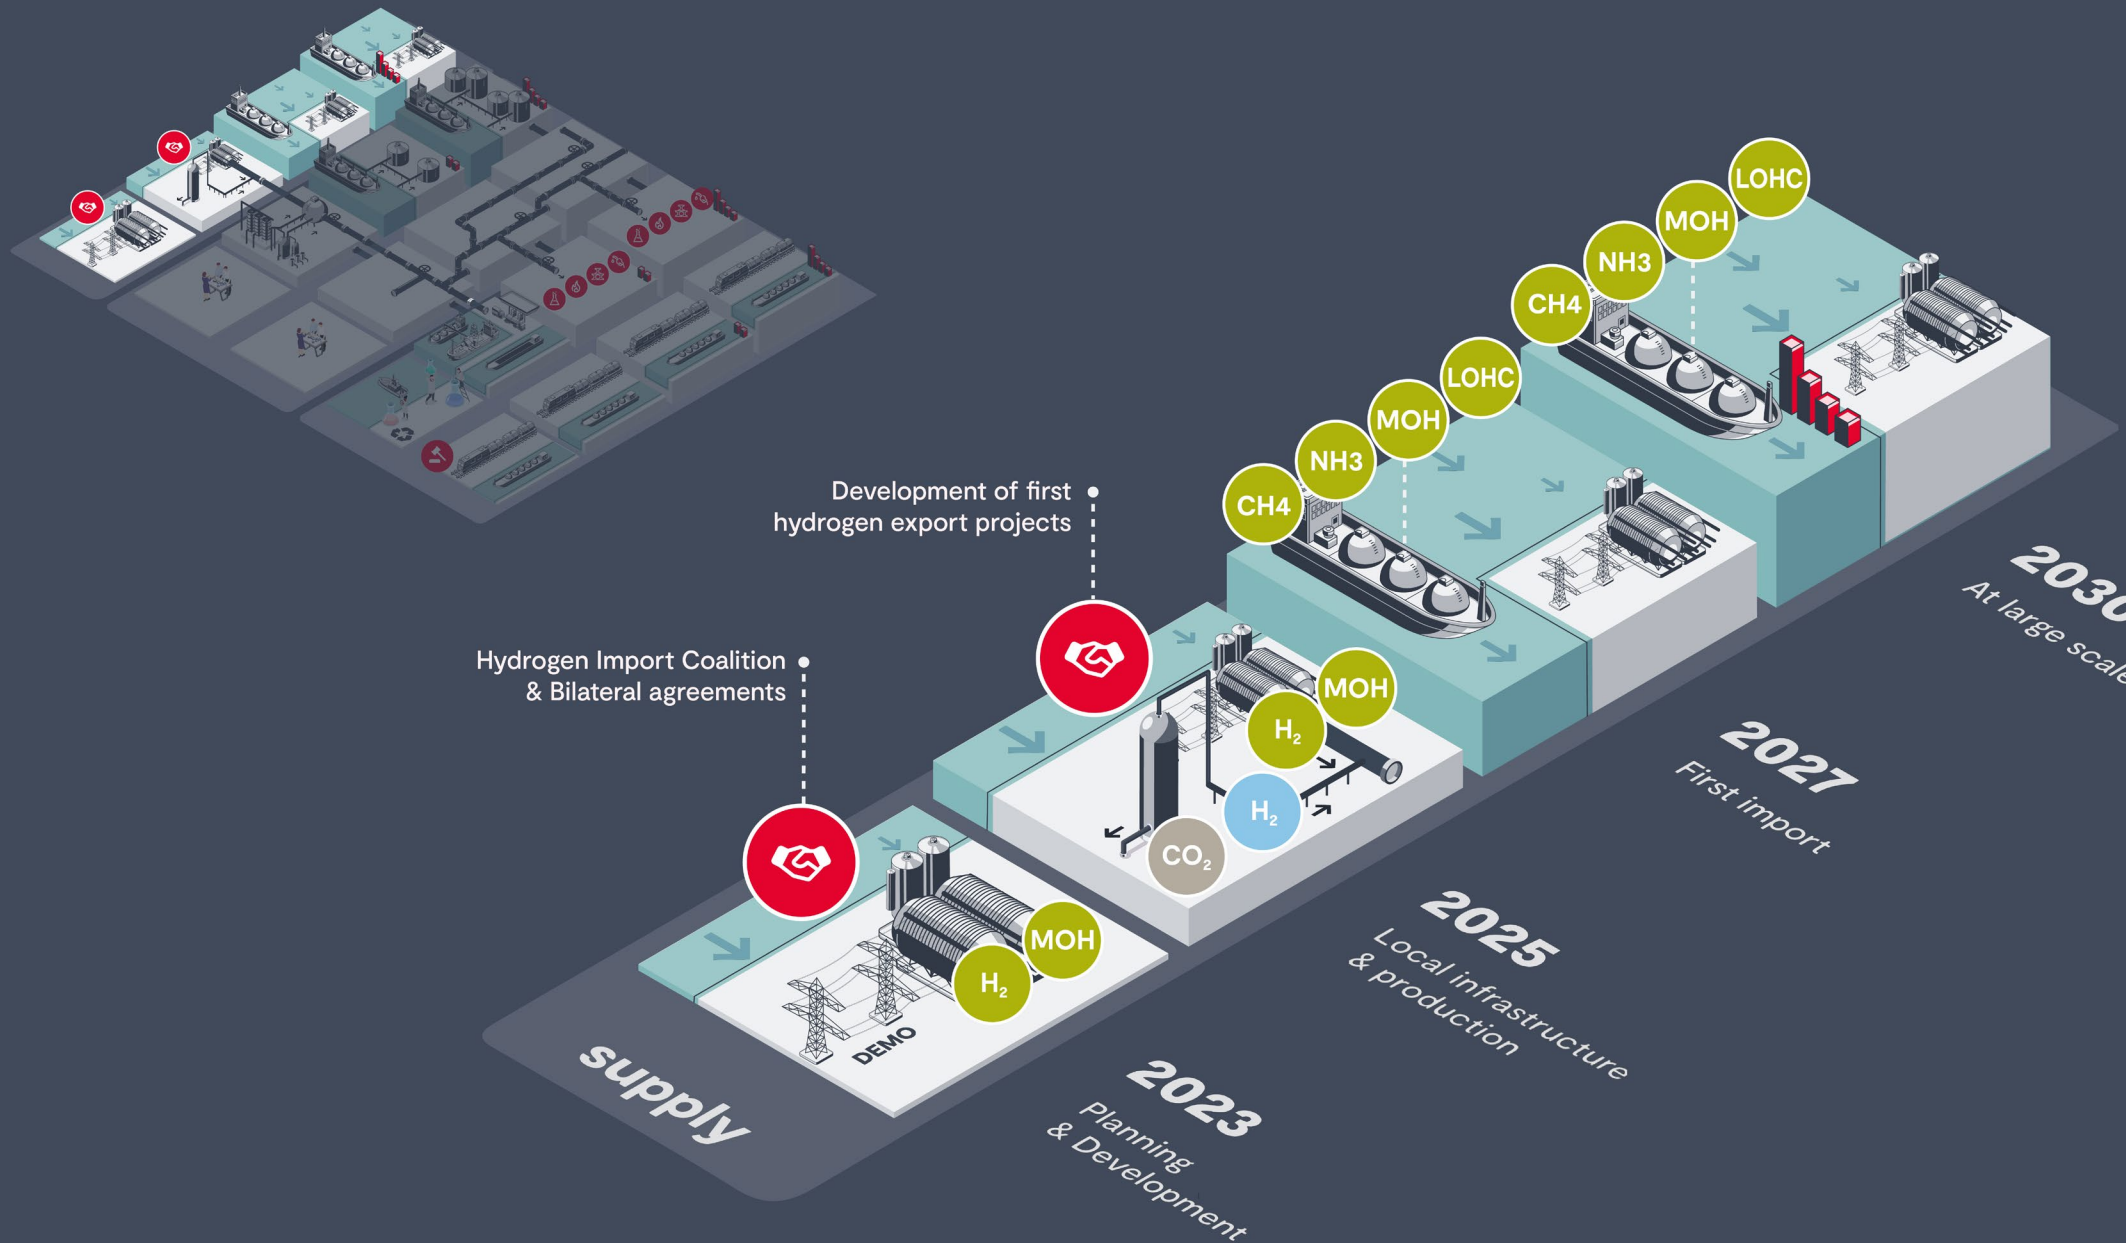 LOHC
MOH
NH3
CH4
LOHC
MOH
NH3
CH4
Development of first
hydrogen export projects
Hydrogen Import Coalition
& Bilateral agreements
MOH
H₂
H₂
CO₂
MOH
H₂
DEMO
supply
2023
Planning
& Development
2025
Local infrastructure
& production
2027
First import
2030
At large scale